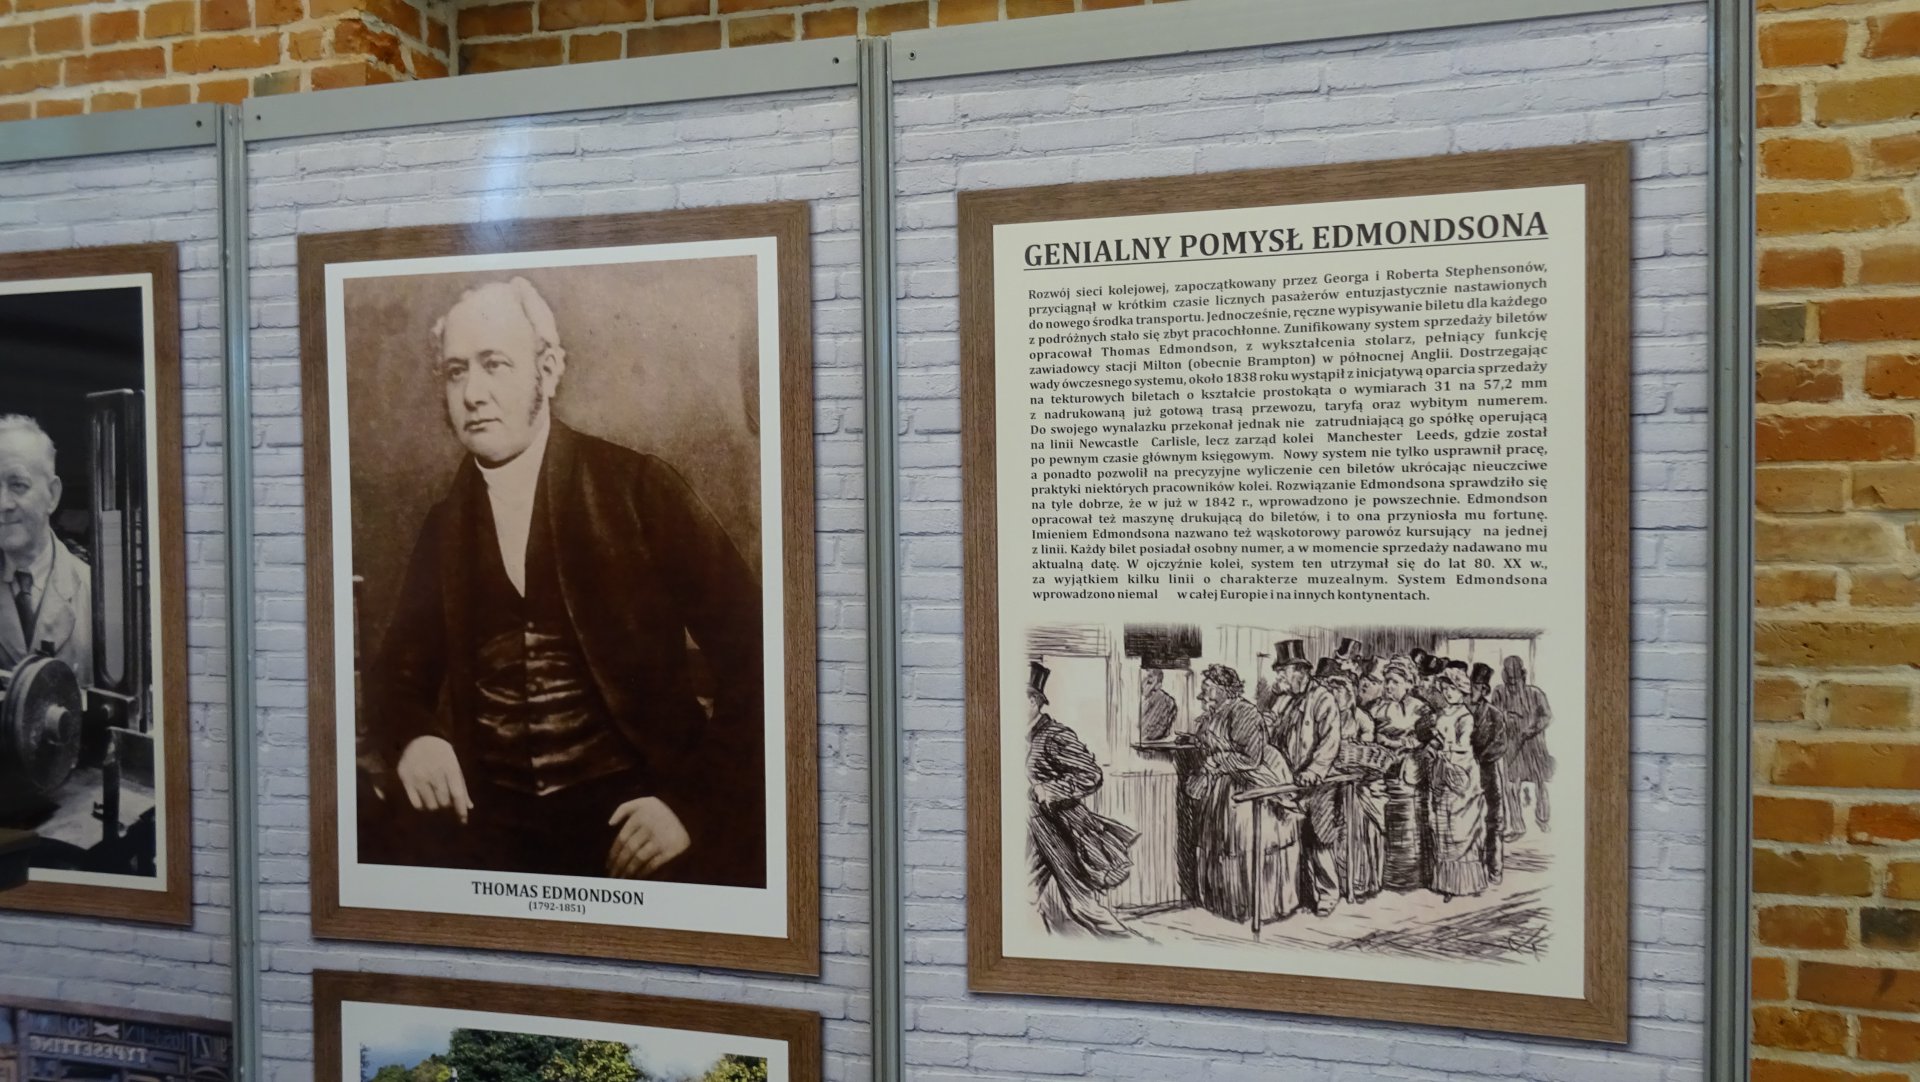 THOMAS EDMONDSON
(1792-1851)
GENIALNY POMYSŁ EDMONDSONA
Rozwój sieci kolejowej, zapoczątkowany przez Georga i Roberta Stephensonów,
przyciągnął w krótkim czasie licznych pasażerów entuzjastycznie nastawionych
do nowego środka transportu. Jednocześnie, ręczne wypisywanie biletu dla każdego
z podróżnych stało się zbyt pracochłonne. Zunifikowany system sprzedaży biletów
opracował Thomas Edmondson, z wykształcenia stolarz, pełniący funkcję
zawiadowcy stacji Milton (obecnie Brampton) w północnej Anglii. Dostrzegając
wady ówczesnego systemu, około 1838 roku wystąpił z inicjatywą oparcia sprzedaży
na tekturowych biletach o kształcie prostokąta o wymiarach 31 na 57,2 mm
z nadrukowaną już gotową trasą przewozu, taryfą oraz wybitym numerem.
Do swojego wynalazku przekonał jednak nie zatrudniającą go spółkę operującą
na linii Newcastle Carlisle, lecz zarząd kolei Manchester Leeds, gdzie został
po pewnym czasie głównym księgowym. Nowy system nie tylko usprawnił pracę,
a ponadto pozwolił na precyzyjne wyliczenie cen biletów ukrócając nieuczciwe
praktyki niektórych pracowników kolei. Rozwiązanie Edmondsona sprawdziło się
na tyle dobrze, że w już w 1842 r., wprowadzono je powszechnie. Edmondson
opracował też maszynę drukującą do biletów, i to ona przyniosła mu fortunę.
Imieniem Edmondsona nazwano też wąskotorowy parowóz kursujący na jednej
z linii. Każdy bilet posiadał osobny numer, a w momencie sprzedaży nadawano mu
aktualną datę. W ojczyźnie kolei, system ten utrzymał się do lat 80. XX w.,
za wyjątkiem kilku linii o charakterze muzealnym. System Edmondsona
wprowadzono niemal w całej Europie i na innych kontynentach.
TYPESETTING